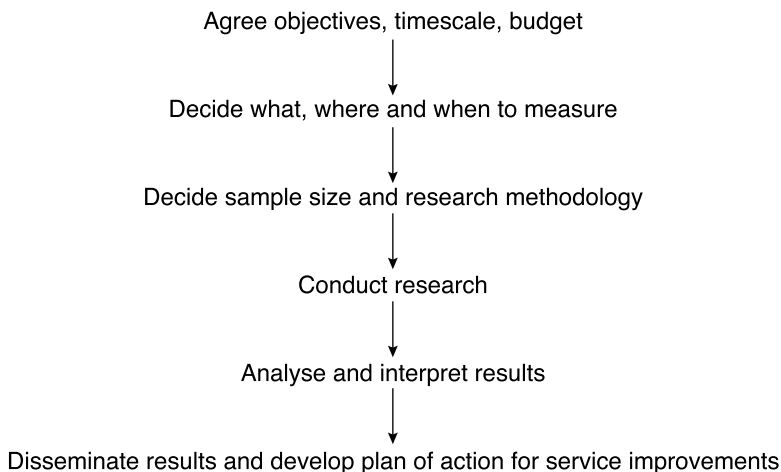 Agree objectives, timescale, budget
Decide what, where and when to measure
Decide sample size and research methodology
Conduct research
Analyse and interpret results
Disseminate results and develop plan of action for service improvements